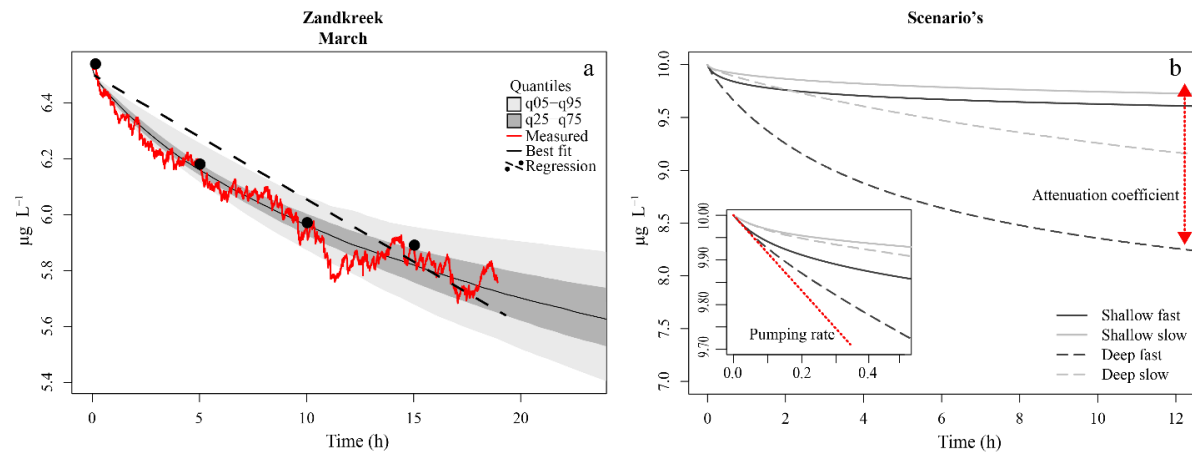 Zandkreek
March
a
Quantiles
q05−q95
q25−q75
Measured
Best fit
Regression
µg L⁻¹
6.4
6.2
6.0
5.8
5.6
5.4
0 5 10 15 20
Time (h)
Scenario's
b
µg L⁻¹
10.0
9.5
9.0
8.5
8.0
7.5
7.0
Attenuation coefficient
10.00
9.90
9.80
9.70
Pumping rate
0.0 0.2 0.4
Shallow fast
Shallow slow
Deep fast
Deep slow
0 2 4 6 8 10 12
Time (h)